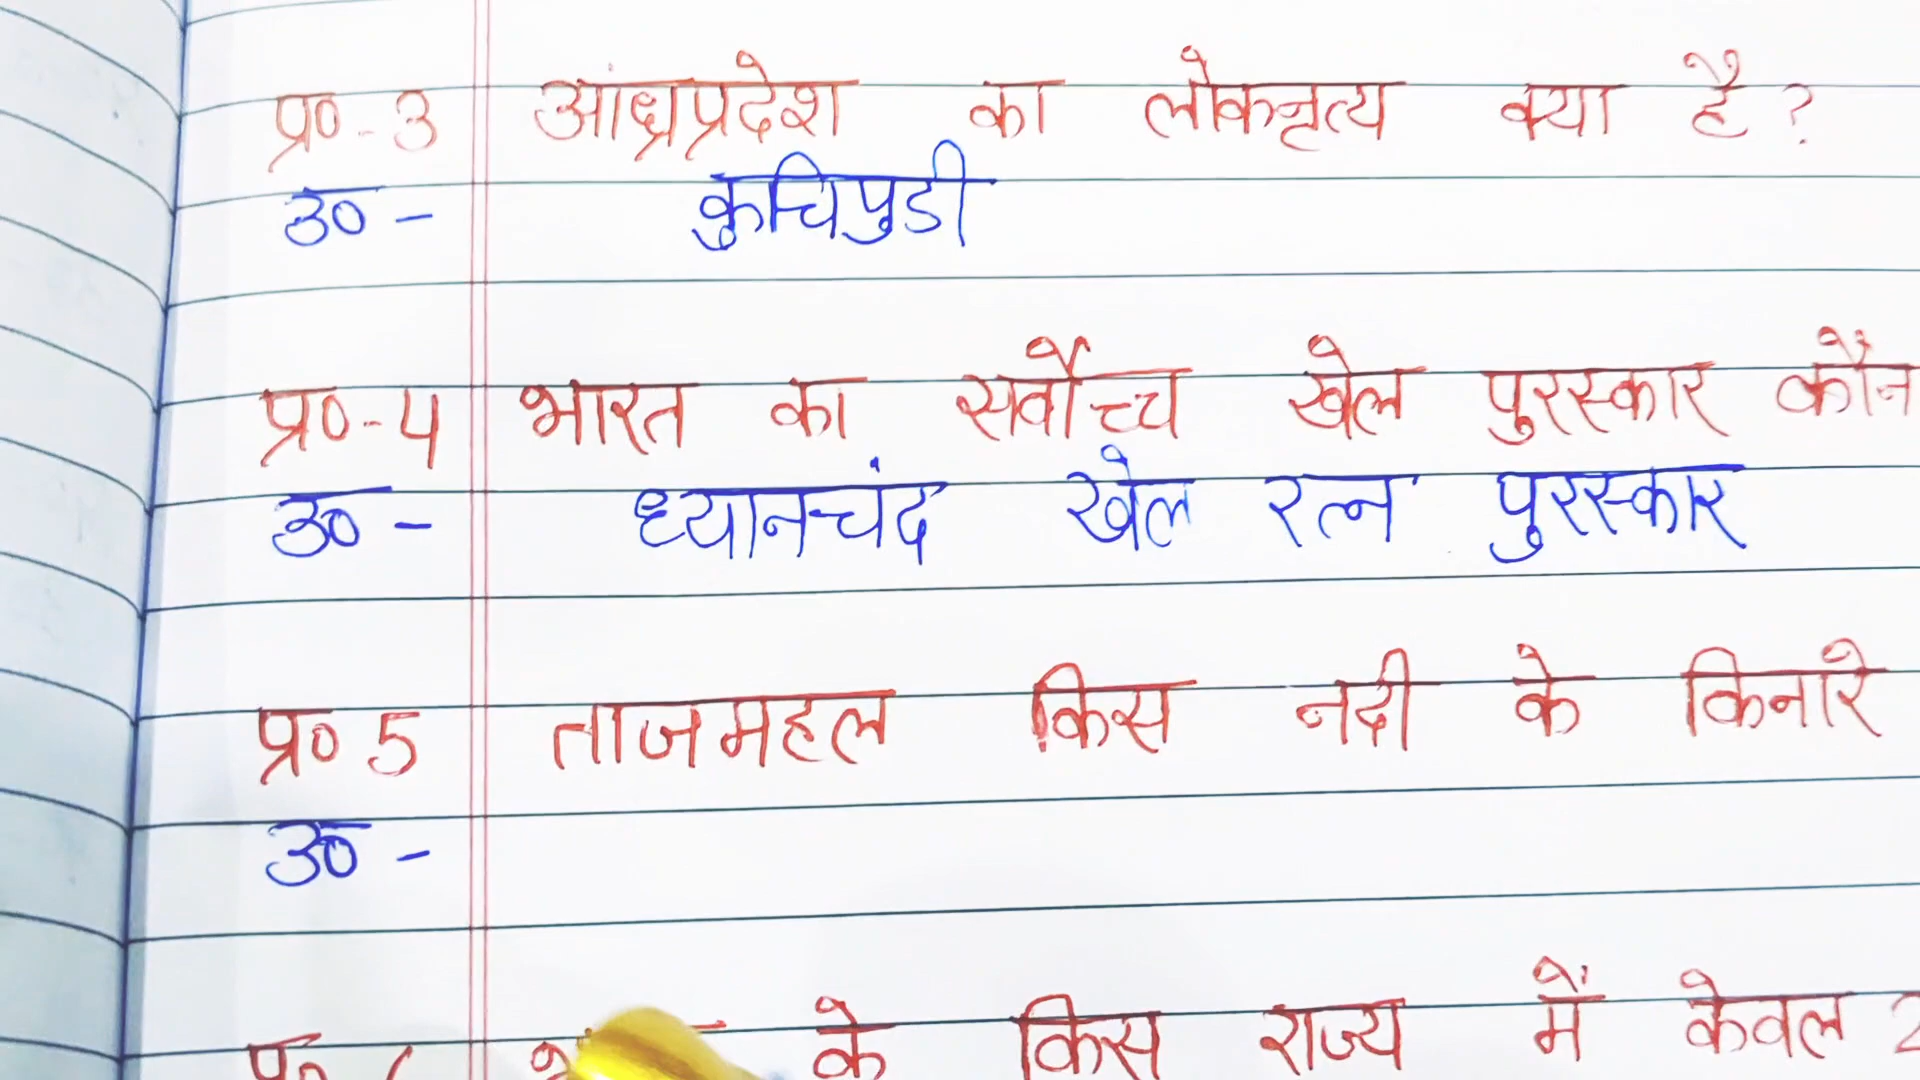 प्र०-3 आंध्रप्रदेश का लोकनृत्य क्या है ?
उ० - कुचिपुडी
प्र०-4 भारत का सर्वोच्च खेल पुरस्कार कौन
उ० - ध्यानचंद खेल रत्न पुरस्कार
प्र० 5 ताजमहल किस नदी के किनारे
उ० -
के किस राज्य में केवल 2